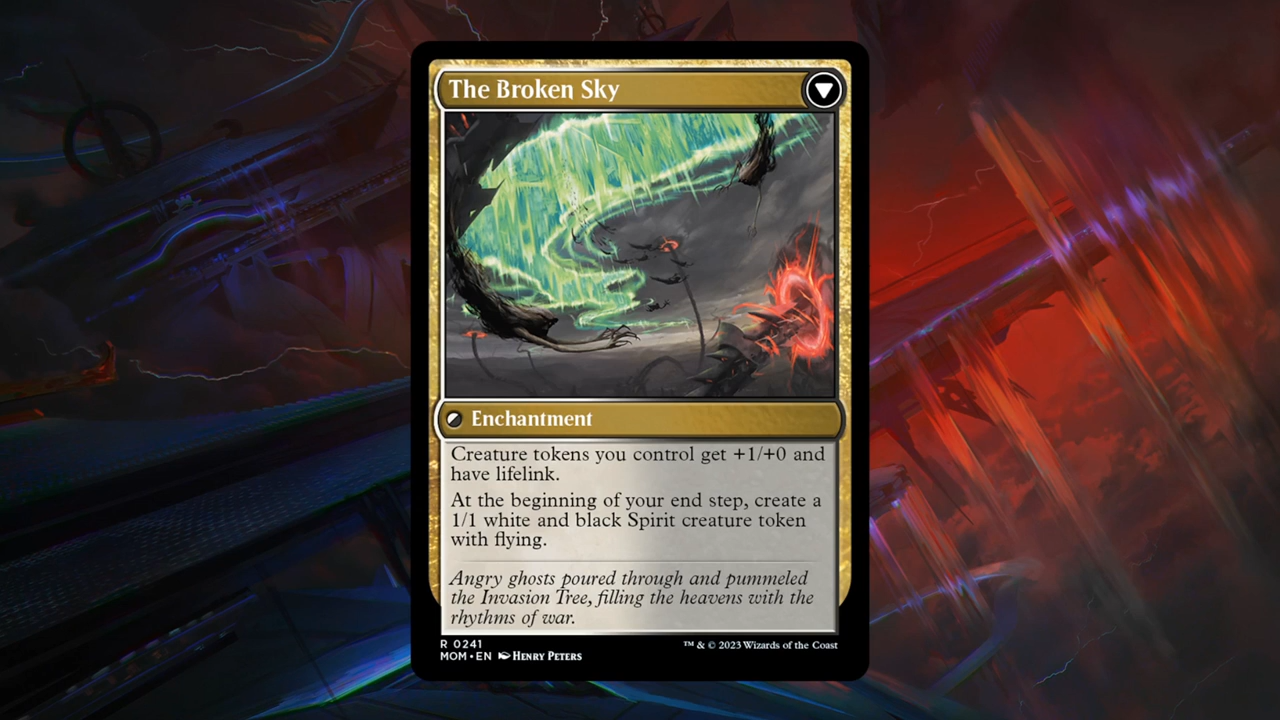 The Broken Sky
Enchantment
Creature tokens you control get +1/+0 and
have lifelink.
At the beginning of your end step, create a
1/1 white and black Spirit creature token
with flying.
Angry ghosts poured through and pummeled
the Invasion Tree, filling the heavens with the
rhythms of war.
R 0241
MOM • EN Henry Peters
™ & © 2023 Wizards of the Coast